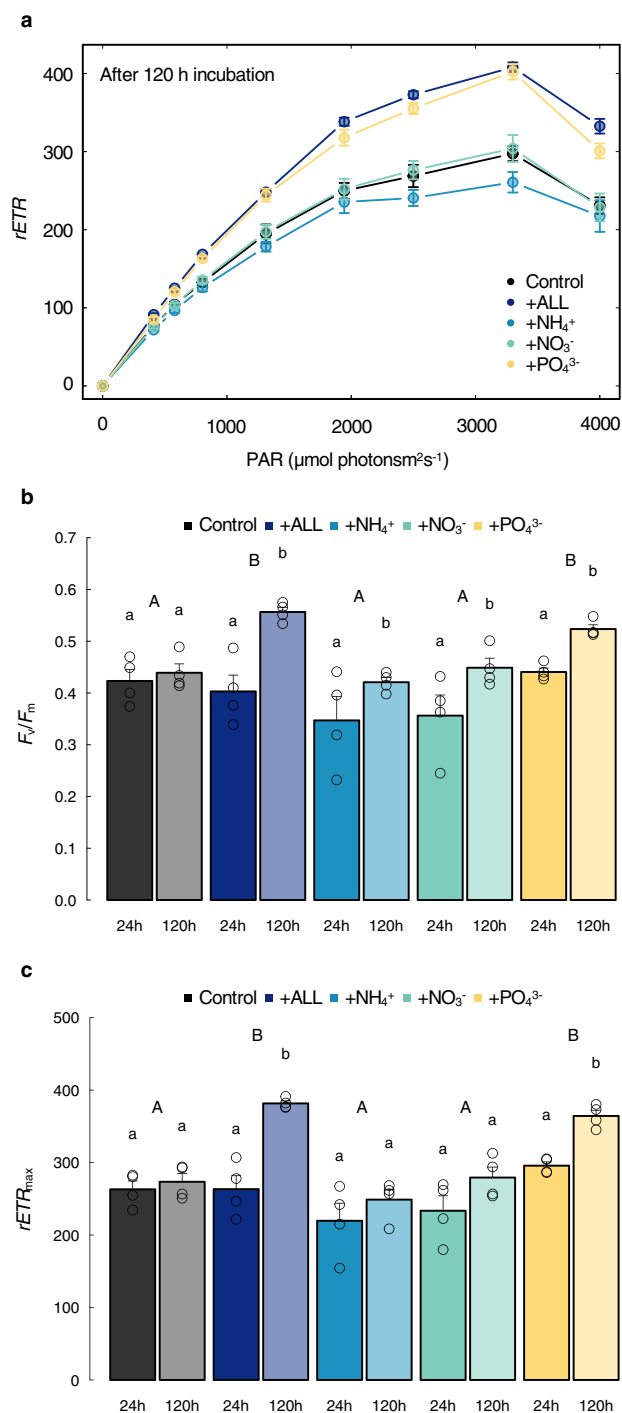 a
After 120 h incubation
400
300
200
100
0
rETR
Control
+ALL
+NH₄⁺
+NO₃⁻
+PO₄³⁻
0 1000 2000 3000 4000
PAR (µmol photonsm²s⁻¹)
b
Control +ALL +NH₄⁺ +NO₃⁻ +PO₄³⁻
0.7
0.6
0.5
0.4
0.3
0.2
0.1
0.0
Fᵥ/Fₘ
B b B b
a A a a A b A b a
a a
24h 120h 24h 120h 24h 120h 24h 120h 24h 120h
c
Control +ALL +NH₄⁺ +NO₃⁻ +PO₄³⁻
500
400
300
200
100
0
rETRₘₐₓ
B b B b
a A a a A a A a a
a a
24h 120h 24h 120h 24h 120h 24h 120h 24h 120h